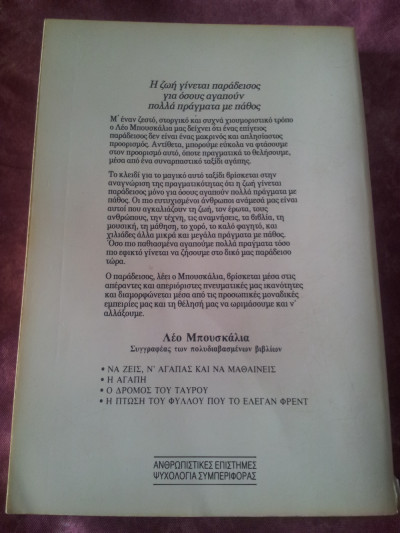 Η ζωή γίνεται παράδεισος
για όσους αγαπούν
πολλά πράγματα με πάθος
Μ᾽ έναν ζεστό, στοργικό και συχνά χιουμοριστικό τρόπο
ο Λέο Μπουσκάλια μας δείχνει ότι ένας επίγειος
παράδεισος δεν είναι ένας μακρινός και απλησίαστος
προορισμός. Αντίθετα, μπορούμε εύκολα να φτάσουμε
στον προορισμό αυτό, όποτε πραγματικά το θελήσουμε,
μέσα από ένα συναρπαστικό ταξίδι αγάπης.
Το κλειδί για το μαγικό αυτό ταξίδι βρίσκεται στην
αναγνώριση της πραγματικότητας ότι η ζωή γίνεται
παράδεισος μόνο για όσους αγαπούν πολλά πράγματα με
πάθος. Οι πιο ευτυχισμένοι άνθρωποι ανάμεσά μας είναι
αυτοί που αγκαλιάζουν τη ζωή, τον έρωτα, τους
ανθρώπους, την τέχνη, τις αναμνήσεις, τα βιβλία, τη
μουσική, τη μάθηση, το χορό, το καλό φαγητό, και
χιλιάδες άλλα μικρά και μεγάλα πράγματα με πάθος.
Όσο πιο παθιασμένα αγαπούμε πολλά πράγματα τόσο
πιο εφικτό γίνεται να ζήσουμε στο δικό μας παράδεισο
τώρα.
Ο παράδεισος, λέει ο Μπουσκάλια, βρίσκεται μέσα στις
απέραντες και απεριόριστες πνευματικές μας ικανότητες
και διαμορφώνεται μέσα από τις προσωπικές μοναδικές
εμπειρίες μας και τη θέλησή μας να ωριμάσουμε και ν᾽
αλλάξουμε.
Λέο Μπουσκάλια
Συγγραφέας των πολυδιαβασμένων βιβλίων
• ΝΑ ΖΕΙΣ, Ν᾽ ΑΓΑΠΑΣ ΚΑΙ ΝΑ ΜΑΘΑΙΝΕΙΣ
• Η ΑΓΑΠΗ
• Ο ΔΡΟΜΟΣ ΤΟΥ ΤΑΥΡΟΥ
• Η ΠΤΩΣΗ ΤΟΥ ΦΥΛΛΟΥ ΠΟΥ ΤΟ ΕΛΕΓΑΝ ΦΡΕΝΤ
ΑΝΘΡΩΠΙΣΤΙΚΕΣ ΕΠΙΣΤΗΜΕΣ
ΨΥΧΟΛΟΓΙΑ ΣΥΜΠΕΡΙΦΟΡΑΣ